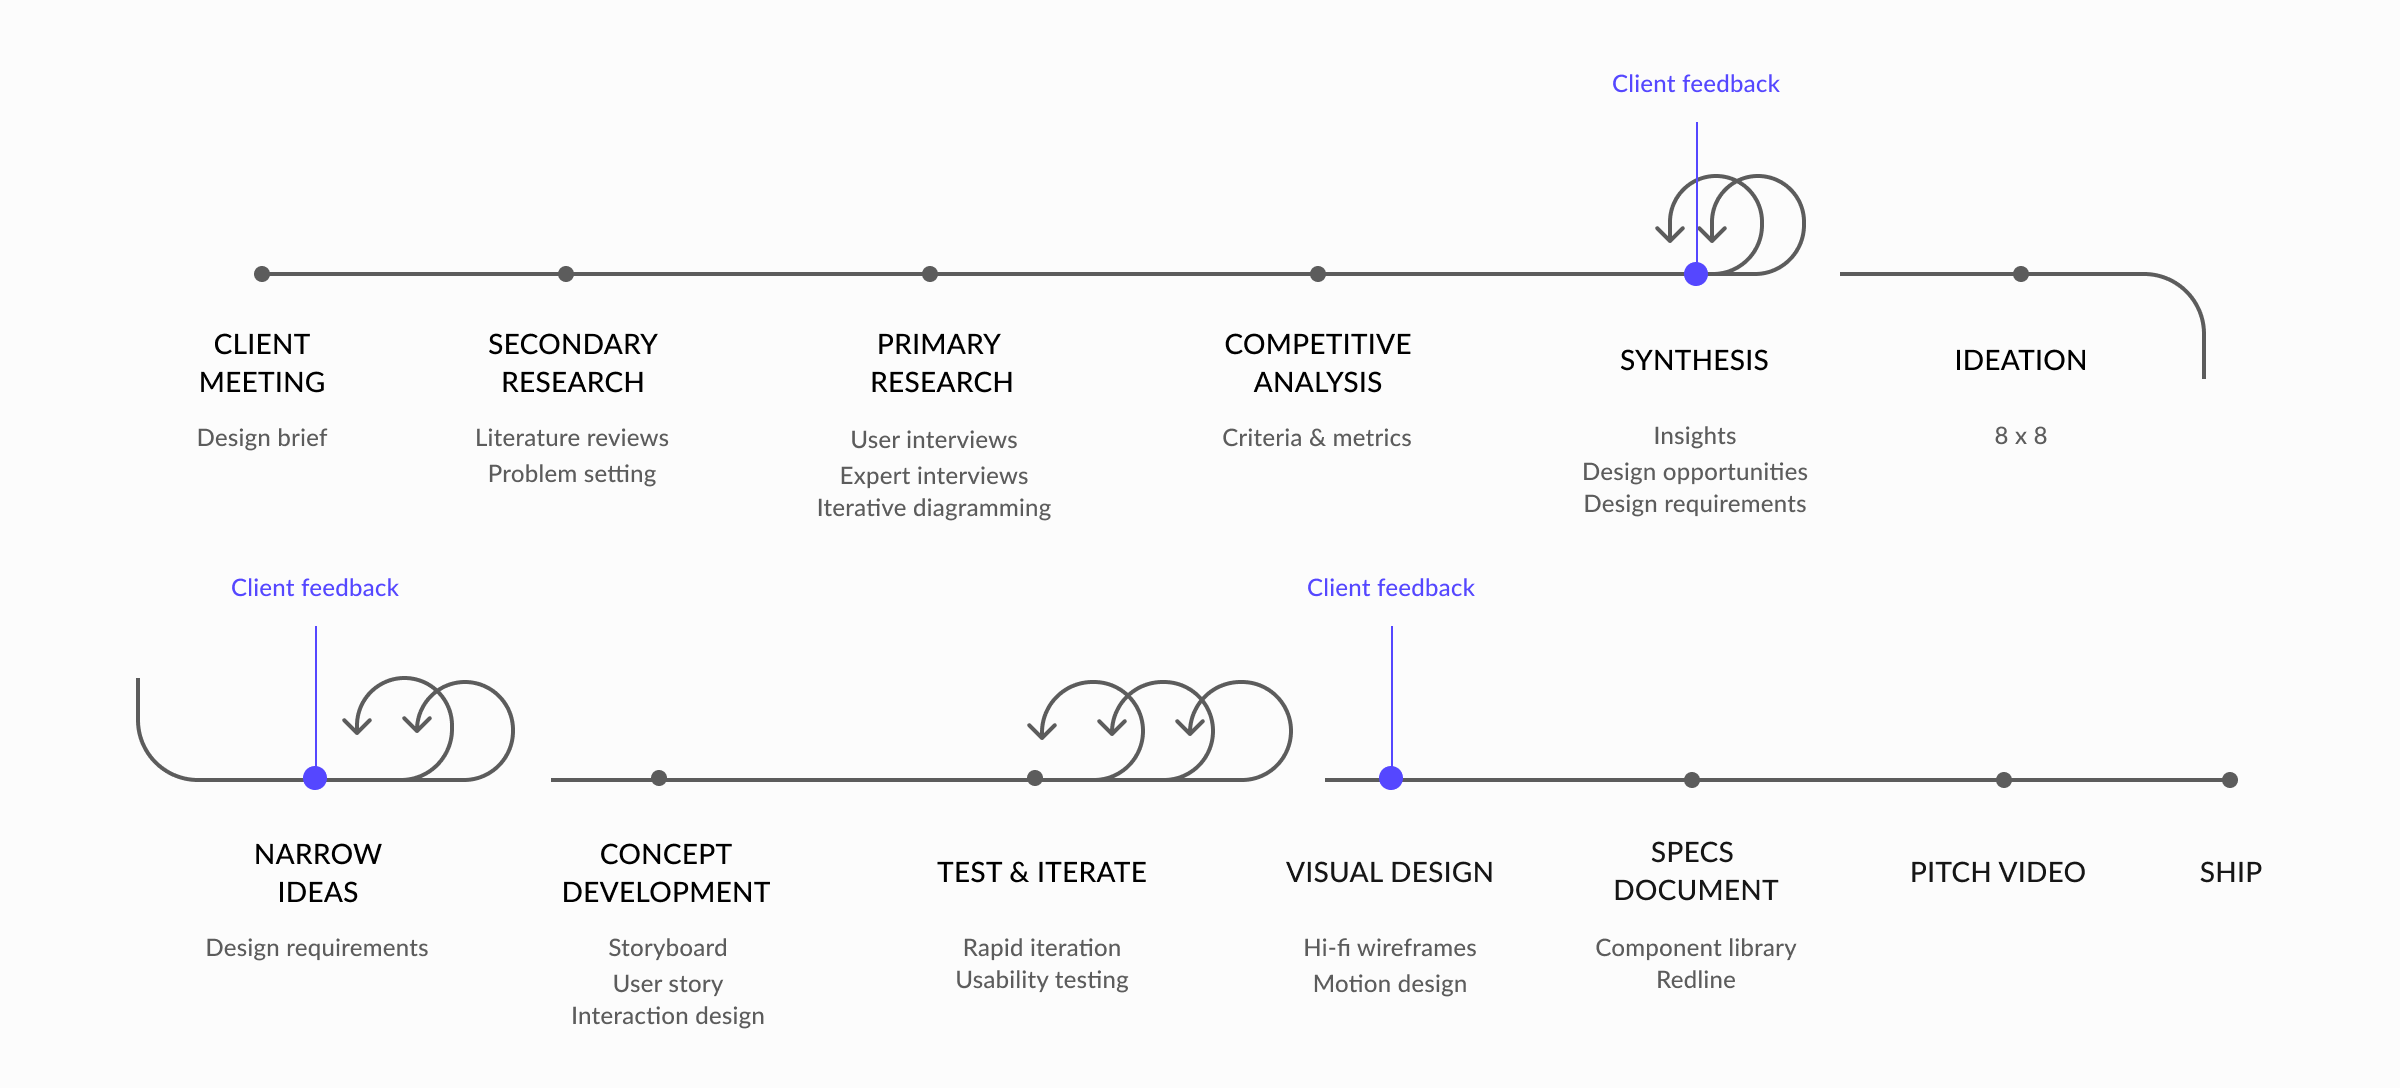 Client feedback
CLIENT
MEETING
Design brief
SECONDARY
RESEARCH
Literature reviews
Problem setting
PRIMARY
RESEARCH
User interviews
Expert interviews
Iterative diagramming
COMPETITIVE
ANALYSIS
Criteria & metrics
SYNTHESIS
Insights
Design opportunities
Design requirements
IDEATION
8 x 8
Client feedback
NARROW
IDEAS
Design requirements
CONCEPT
DEVELOPMENT
Storyboard
User story
Interaction design
TEST & ITERATE
Rapid iteration
Usability testing
Client feedback
VISUAL DESIGN
Hi-fi wireframes
Motion design
SPECS
DOCUMENT
Component library
Redline
PITCH VIDEO
SHIP